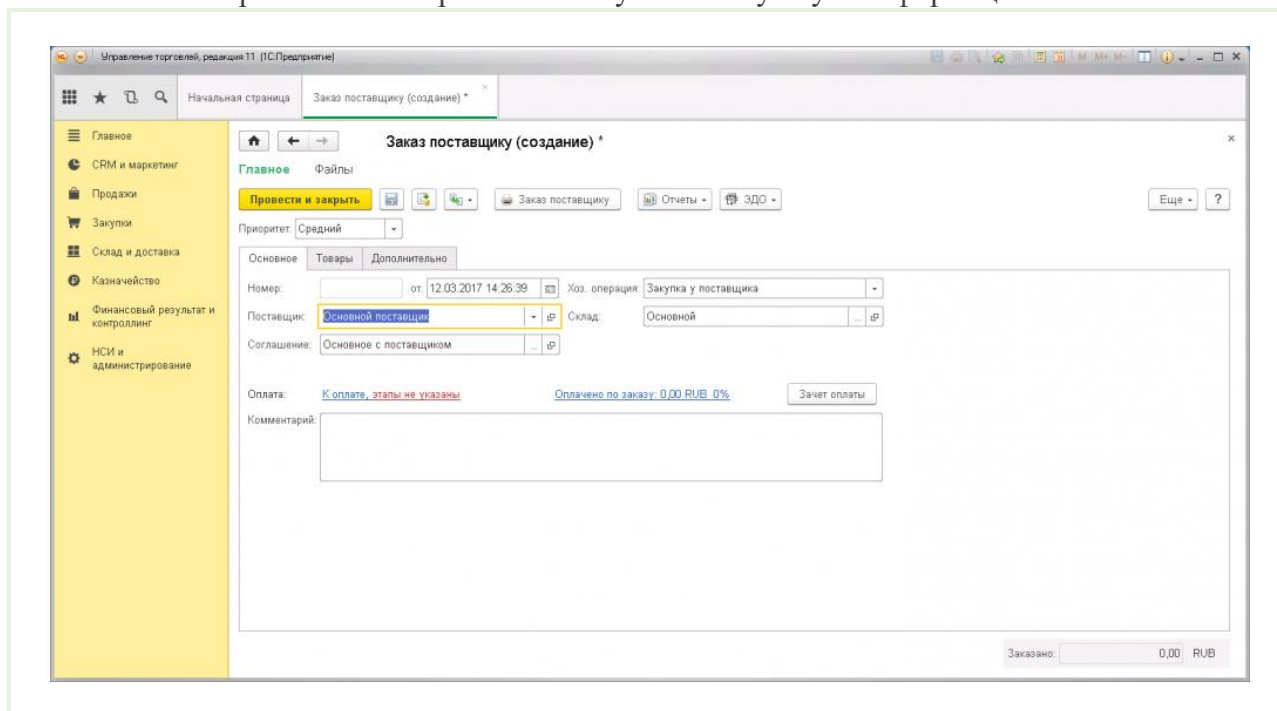 Управление торговлей, редакция 11 (1С:Предприятие)
M M+ M-
Начальная страница
Заказ поставщику (создание) *
Главное
CRM и маркетинг
Продажи
Закупки
Склад и доставка
Казначейство
Финансовый результат и
контроллинг
НСИ и
администрирование
Заказ поставщику (создание) *
Главное Файлы
Провести и закрыть Заказ поставщику Отчеты ЭДО Еще ?
Приоритет: Средний
Основное Товары Дополнительно
Номер: от: 12.03.2017 14:26:39 Хоз. операция: Закупка у поставщика
Поставщик: Основной поставщик Склад: Основной
Соглашение: Основное с поставщиком
Оплата: К оплате, этапы не указаны Оплачено по заказу: 0,00 RUB 0% Зачет оплаты
Комментарий:
Заказано: 0,00 RUB